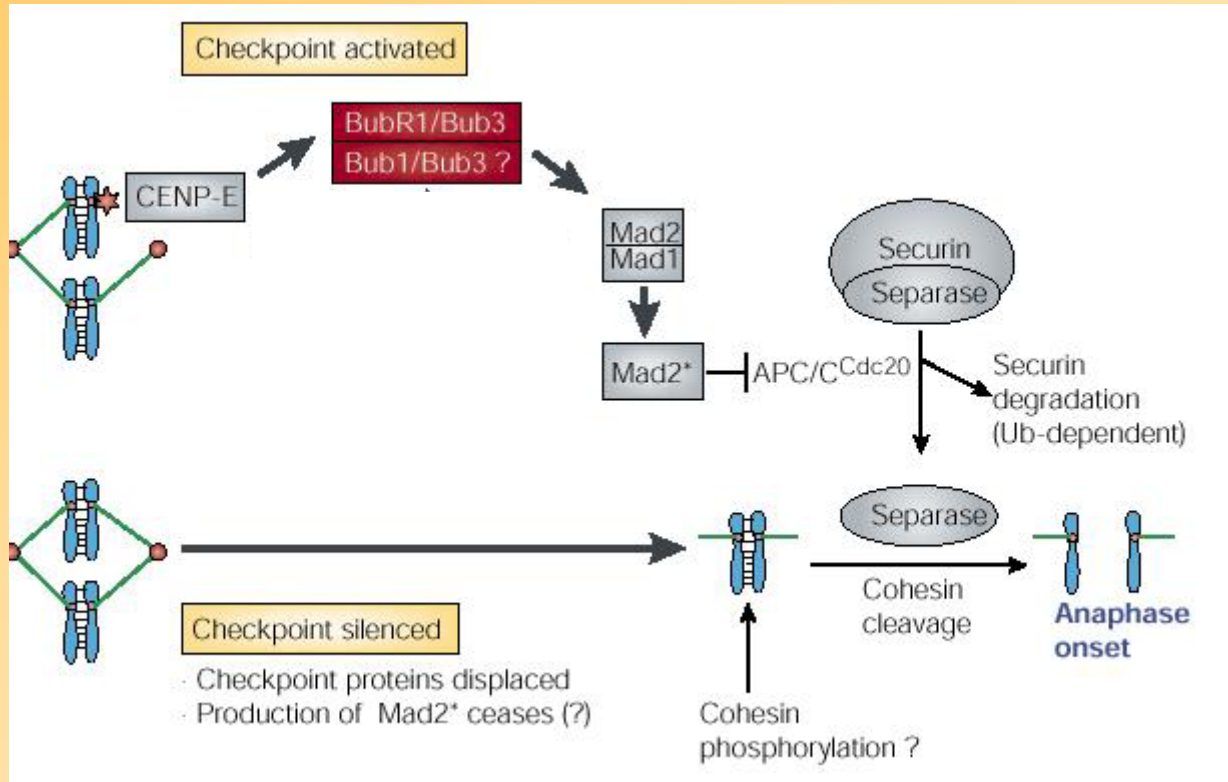 Checkpoint activated
BubR1/Bub3
Bub1/Bub3 ?
CENP-E
Mad2
Mad1
Mad2*
APC/C^Cdc20
Securin
Separase
Securin
degradation
(Ub-dependent)
Separase
Cohesin
cleavage
Anaphase
onset
Checkpoint silenced
· Checkpoint proteins displaced
· Production of Mad2* ceases (?)
Cohesin
phosphorylation ?